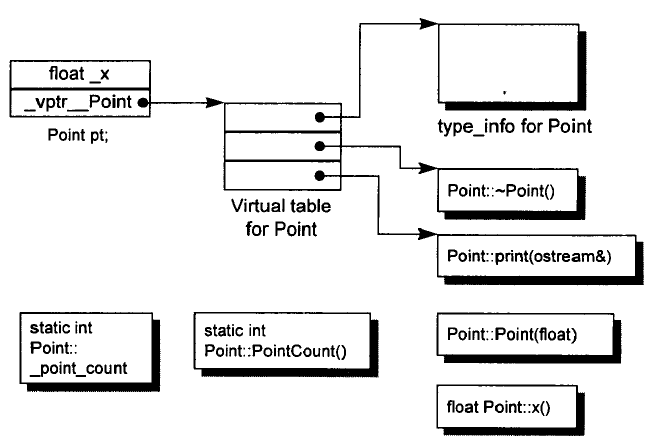 float _x
_vptr__Point
Point pt;
Virtual table
for Point
type_info for Point
Point::~Point()
Point::print(ostream&)
static int
Point::
_point_count
static int
Point::PointCount()
Point::Point(float)
float Point::x()